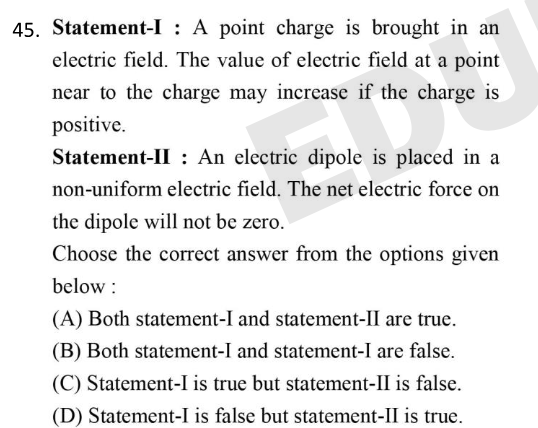 45. Statement-I : A point charge is brought in an
electric field. The value of electric field at a point
near to the charge may increase if the charge is
positive.
Statement-II : An electric dipole is placed in a
non-uniform electric field. The net electric force on
the dipole will not be zero.
Choose the correct answer from the options given
below :
(A) Both statement-I and statement-II are true.
(B) Both statement-I and statement-I are false.
(C) Statement-I is true but statement-II is false.
(D) Statement-I is false but statement-II is true.
EDU